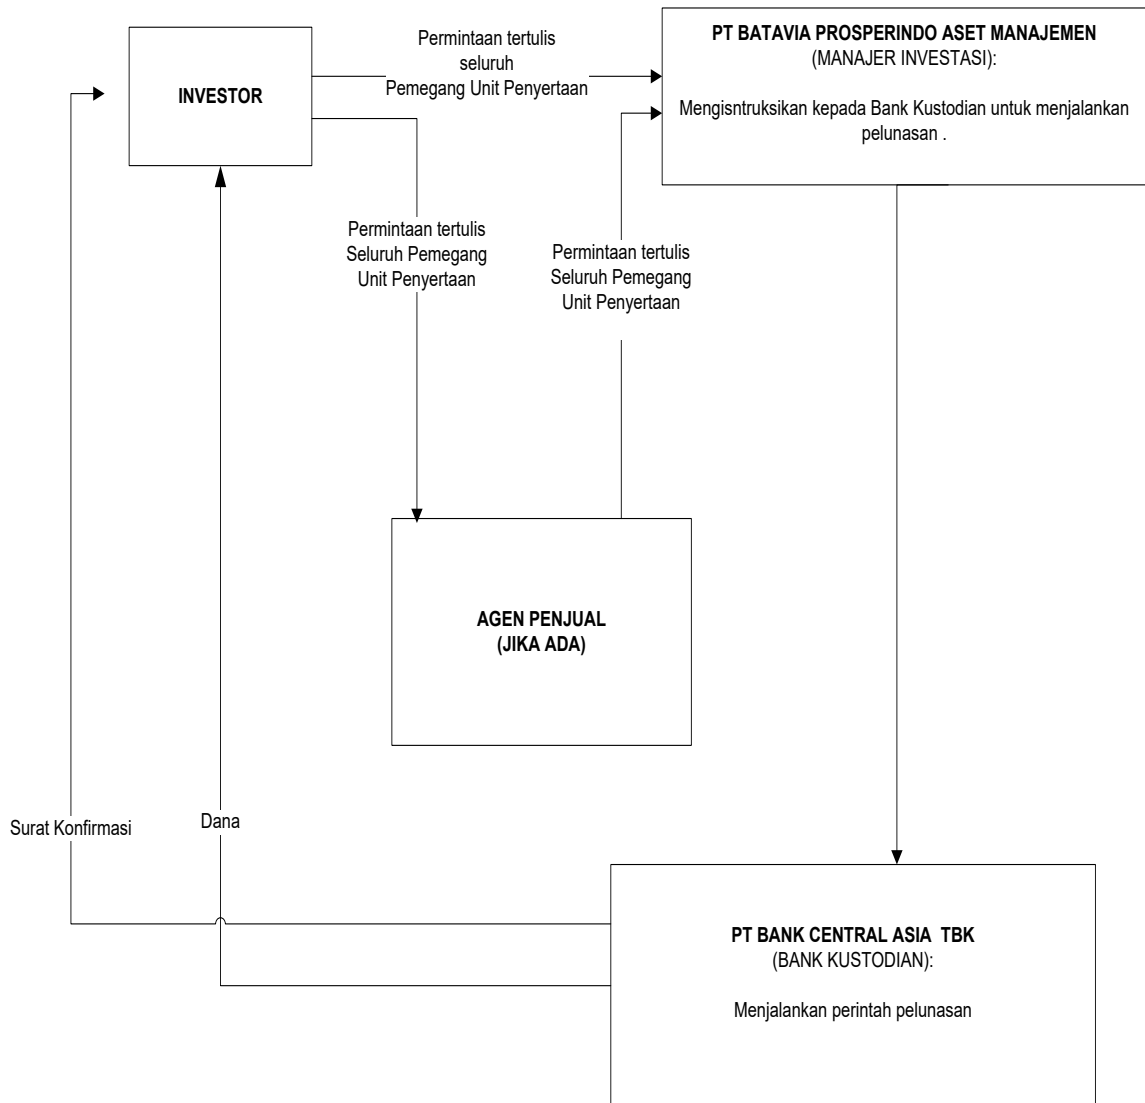 Permintaan tertulis
seluruh
Pemegang Unit Penyertaan
INVESTOR
PT BATAVIA PROSPERINDO ASET MANAJEMEN
(MANAJER INVESTASI):
Mengisntruksikan kepada Bank Kustodian untuk menjalankan
pelunasan .
Permintaan tertulis
Seluruh Pemegang
Unit Penyertaan
Permintaan tertulis
Seluruh Pemegang
Unit Penyertaan
AGEN PENJUAL
(JIKA ADA)
Surat Konfirmasi
Dana
PT BANK CENTRAL ASIA  TBK
(BANK KUSTODIAN):
Menjalankan perintah pelunasan